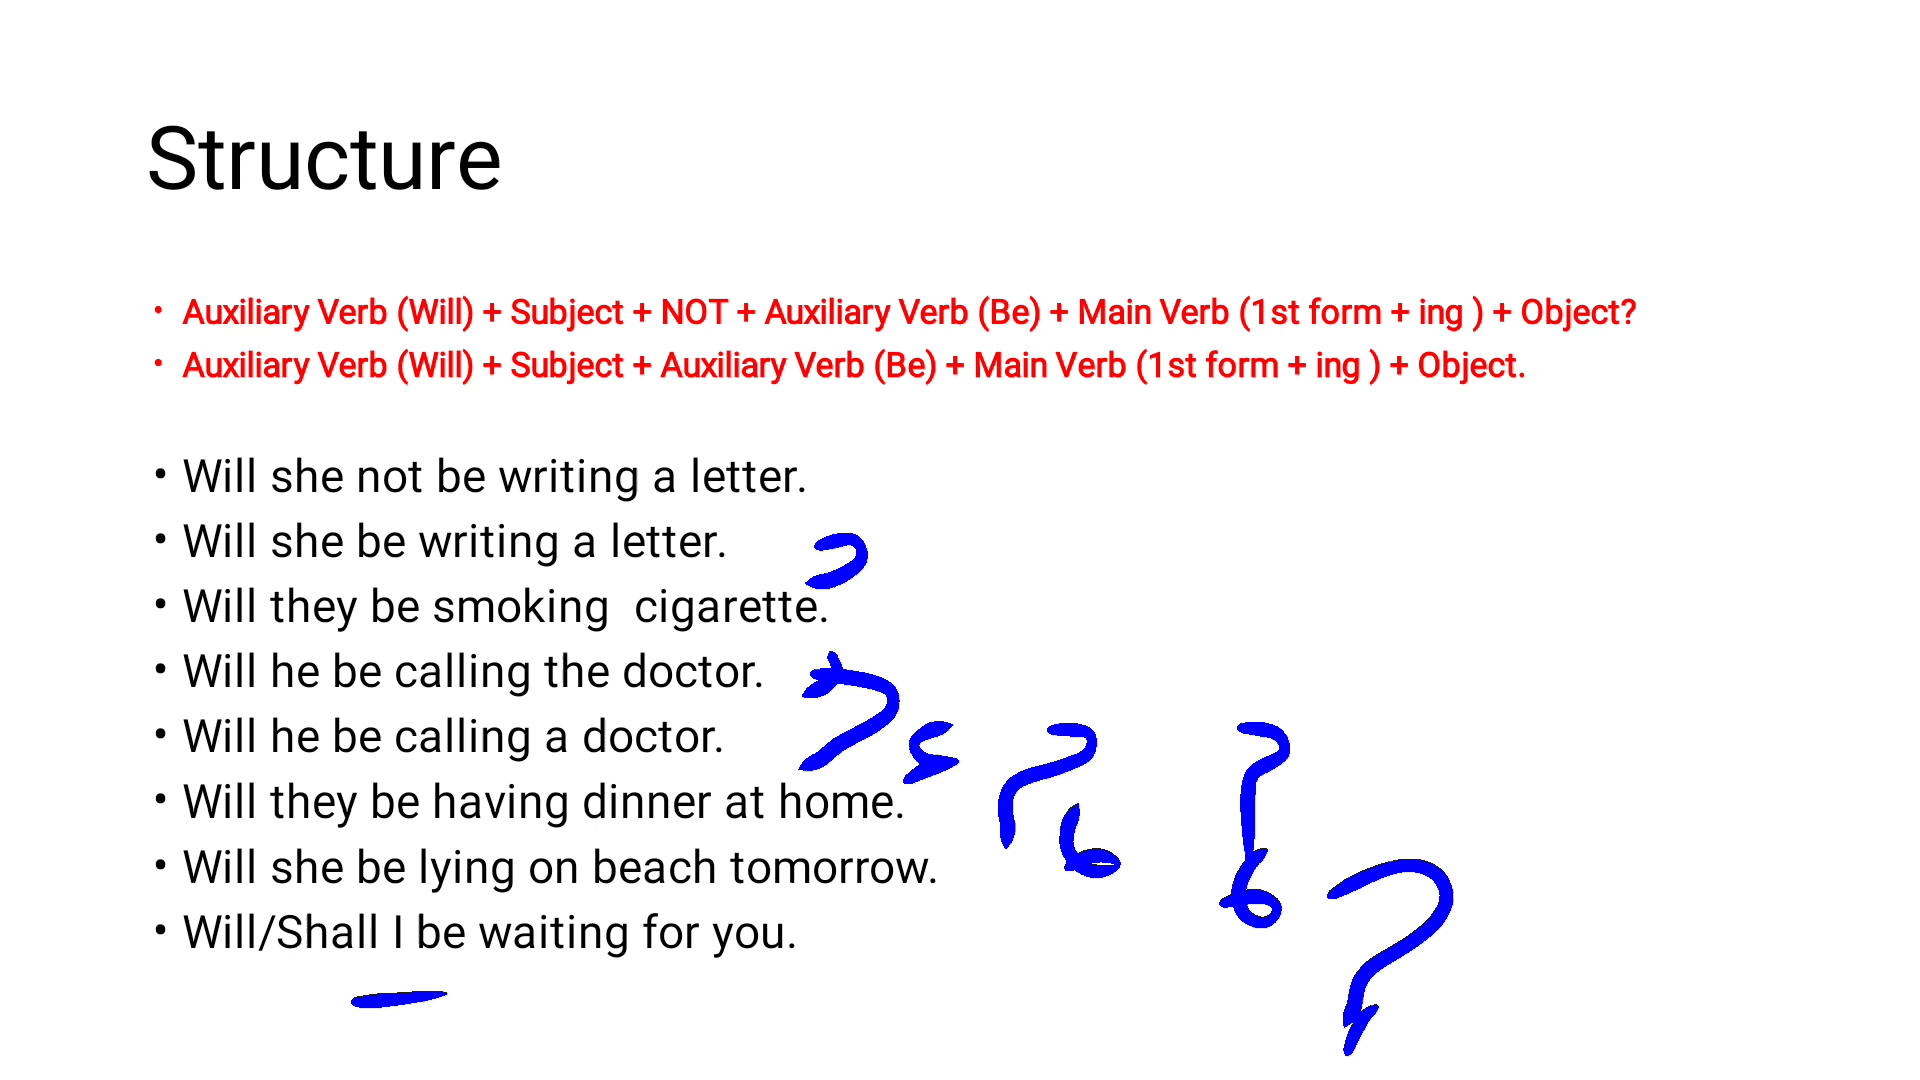 Structure
• Auxiliary Verb (Will) + Subject + NOT + Auxiliary Verb (Be) + Main Verb (1st form + ing ) + Object?
• Auxiliary Verb (Will) + Subject + Auxiliary Verb (Be) + Main Verb (1st form + ing ) + Object.
• Will she not be writing a letter.
• Will she be writing a letter.
• Will they be smoking  cigarette.
• Will he be calling the doctor.
• Will he be calling a doctor.
• Will they be having dinner at home.
• Will she be lying on beach tomorrow.
• Will/Shall I be waiting for you.